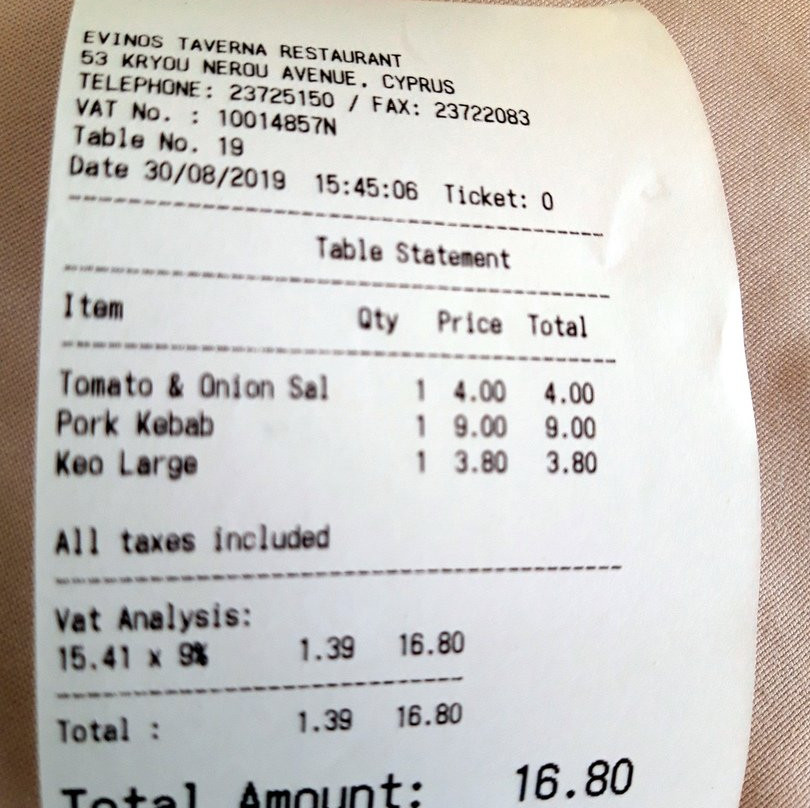 EVINOS TAVERNA RESTAURANT
53 KRYOU NEROU AVENUE, CYPRUS
TELEPHONE: 23725150 / FAX: 23722083
VAT No. : 10014857N
Table No. 19
Date 30/08/2019 15:45:06 Ticket: 0
Table Statement
Item Qty Price Total
Tomato & Onion Sal 1 4.00 4.00
Pork Kebab 1 9.00 9.00
Keo Large 1 3.80 3.80
All taxes included
Vat Analysis:
15.41 x 9% 1.39 16.80
Total : 1.39 16.80
Total Amount: 16.80